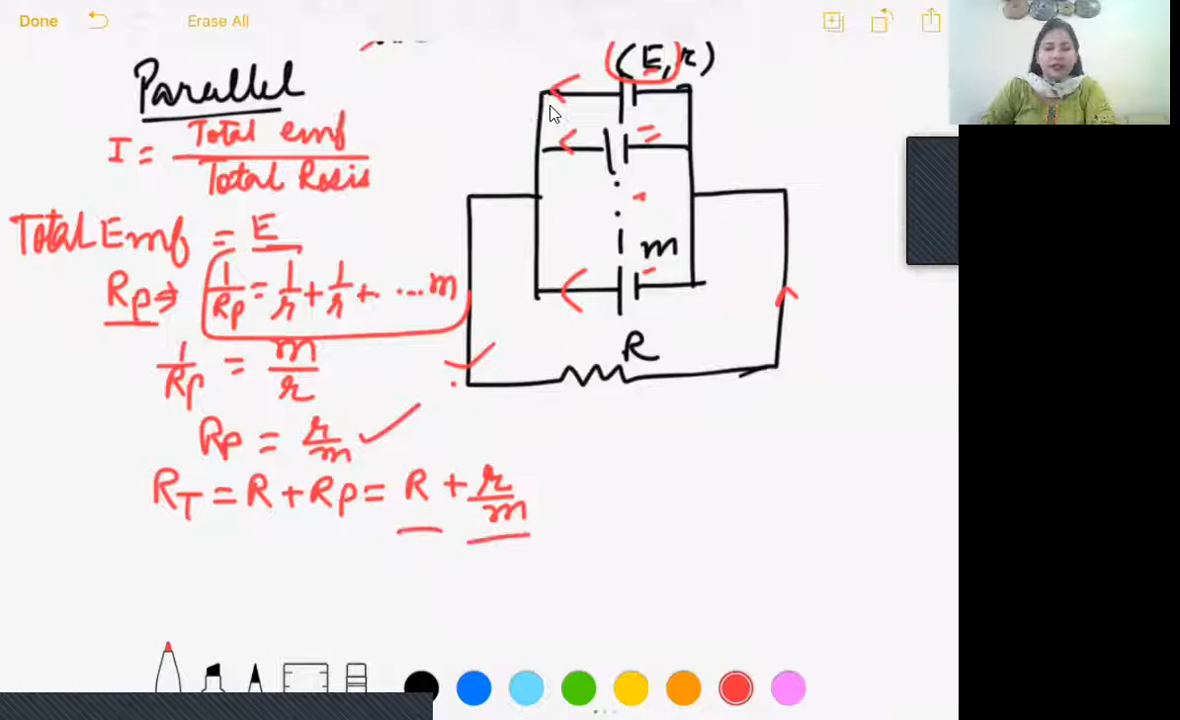 Done
Erase All
Parallel
(E, r)
I = Total emf / Total Resis
Total Emf = E
Rp ⇒ 1/Rp = 1/r + 1/r + .... m
m
1/Rp = m/r
R
Rp = r/m ✓
RT = R + Rp = R + r/m